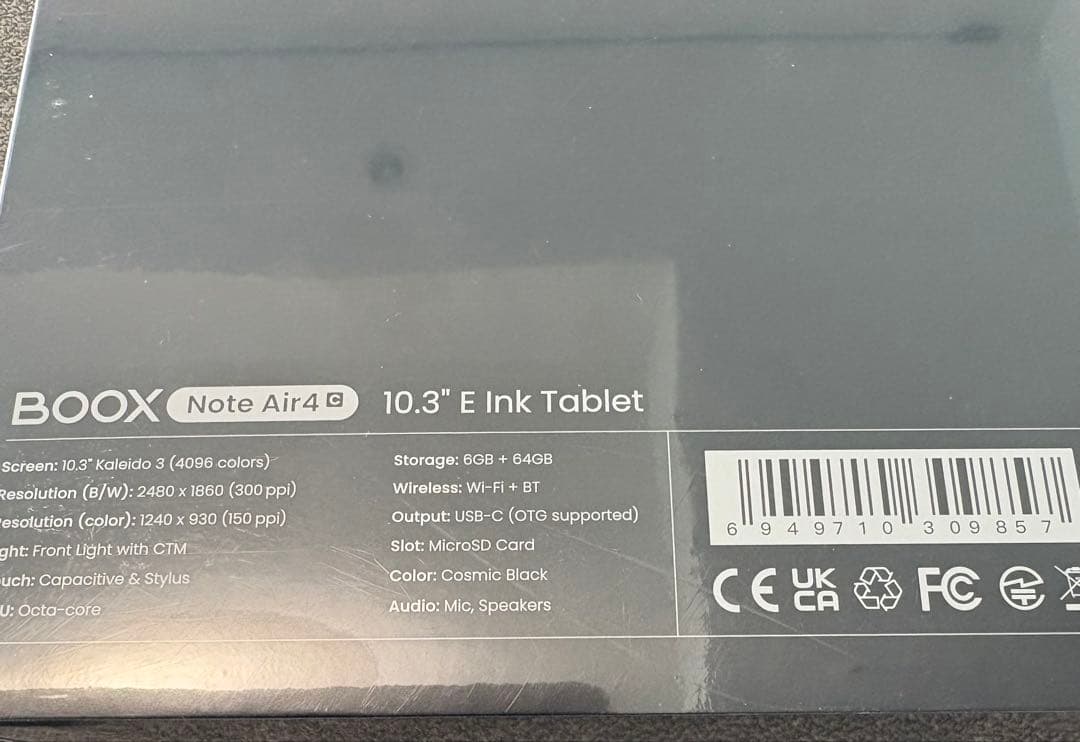 BOOX Note Air4 C 10.3" E Ink Tablet
Screen: 10.3" Kaleido 3 (4096 colors)
Resolution (B/W): 2480 x 1860 (300 ppi)
esolution (color): 1240 x 930 (150 ppi)
ght: Front Light with CTM
uch: Capacitive & Stylus
U: Octa-core
Storage: 6GB + 64GB
Wireless: Wi-Fi + BT
Output: USB-C (OTG supported)
Slot: MicroSD Card
Color: Cosmic Black
Audio: Mic, Speakers
6 949710 309857
CE UK CA FC